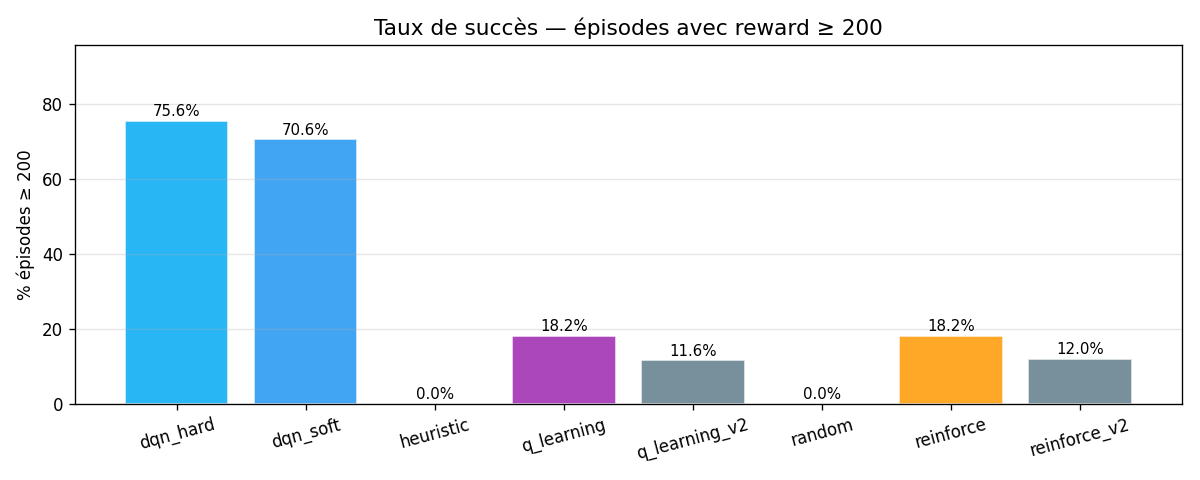 Taux de succès — épisodes avec reward ≥ 200
% épisodes ≥ 200
80
60
40
20
0
75.6%
70.6%
0.0%
18.2%
11.6%
0.0%
18.2%
12.0%
dqn_hard
dqn_soft
heuristic
q_learning
q_learning_v2
random
reinforce
reinforce_v2